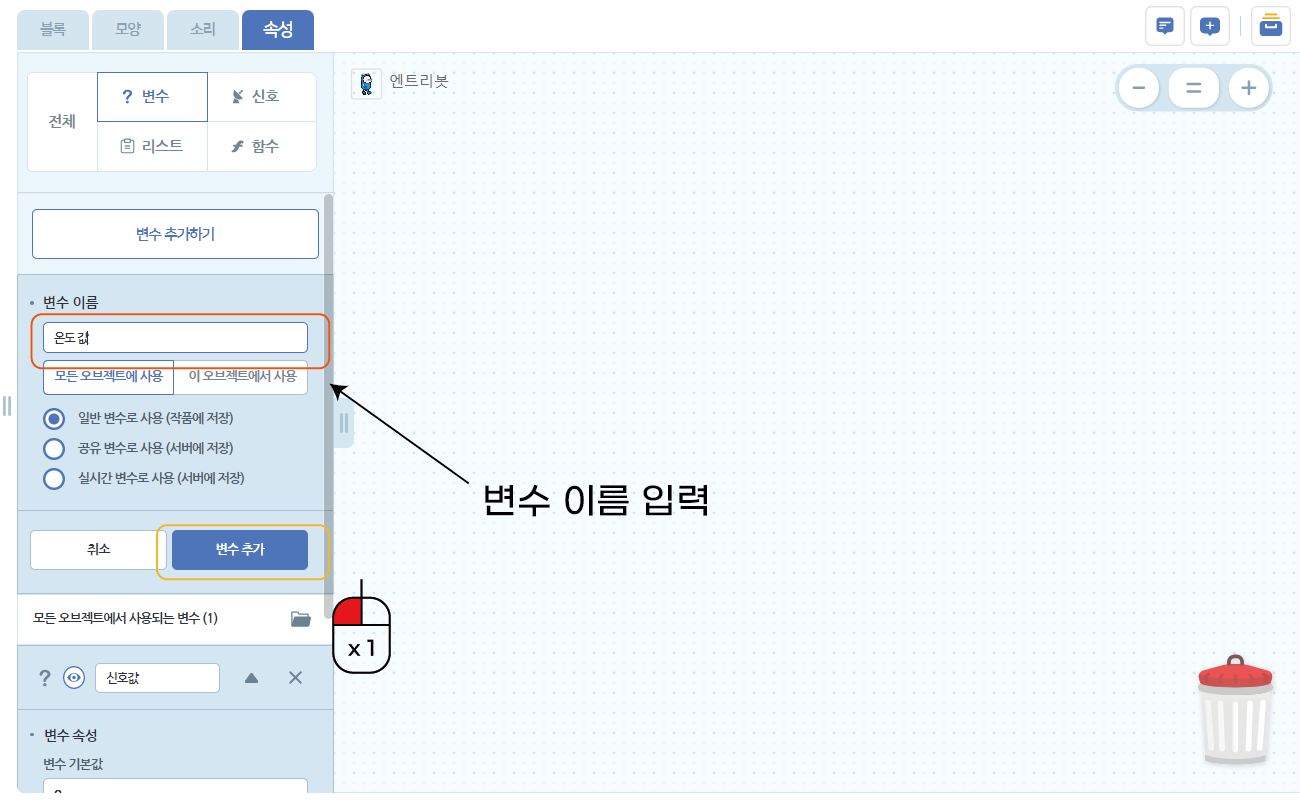 블록 모양 소리 속성
전체
? 변수
신호
리스트
함수
엔트리봇
변수 추가하기
변수 이름
온도 값
모든 오브젝트에 사용 이 오브젝트에서 사용
일반 변수로 사용 (작품에 저장)
공유 변수로 사용 (서버에 저장)
실시간 변수로 사용 (서버에 저장)
변수 이름 입력
취소 변수 추가
모든 오브젝트에서 사용되는 변수 (1)
x 1
? 신호값
변수 속성
변수 기본값